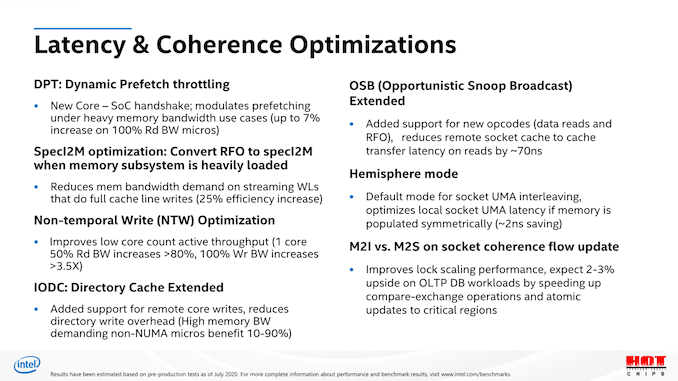 Latency & Coherence Optimizations
DPT: Dynamic Prefetch throttling
• New Core – SoC handshake; modulates prefetching
under heavy memory bandwidth use cases (up to 7%
increase on 100% Rd BW micros)
SpecI2M optimization: Convert RFO to specI2M
when memory subsystem is heavily loaded
• Reduces mem bandwidth demand on streaming WLs
that do full cache line writes (25% efficiency increase)
Non-temporal Write (NTW) Optimization
• Improves low core count active throughput (1 core
50% Rd BW increases >80%, 100% Wr BW increases
>3.5X)
IODC: Directory Cache Extended
• Added support for remote core writes, reduces
directory write overhead (High memory BW
demanding non-NUMA micros benefit 10-90%)
OSB (Opportunistic Snoop Broadcast)
Extended
• Added support for new opcodes (data reads and
RFO), reduces remote socket cache to cache
transfer latency on reads by ~70ns
Hemisphere mode
• Default mode for socket UMA interleaving,
optimizes local socket UMA latency if memory is
populated symmetrically (~2ns saving)
M2I vs. M2S on socket coherence flow update
• Improves lock scaling performance, expect 2-3%
upside on OLTP DB workloads by speeding up
compare-exchange operations and atomic
updates to critical regions
intel
Results have been estimated based on pre-production tests as of July 2020. For more complete information about performance and benchmark results, visit www.intel.com/benchmarks.
HOT
CHIPS